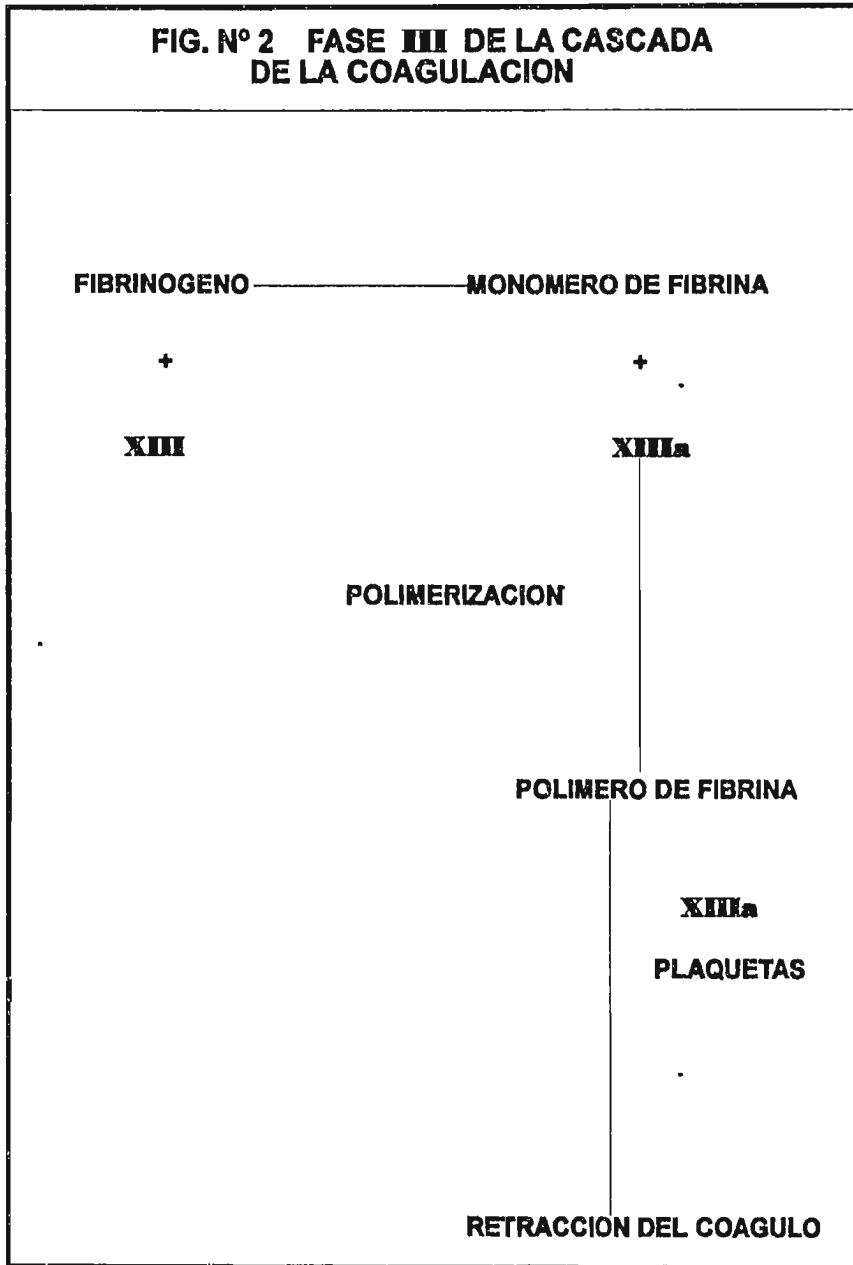 FIG. Nº 2 FASE III DE LA CASCADA
DE LA COAGULACION
FIBRINOGENO MONOMERO DE FIBRINA
+ +
XIII XIIIa
POLIMERIZACION
POLIMERO DE FIBRINA
XIIIa
PLAQUETAS
RETRACCION DEL COAGULO